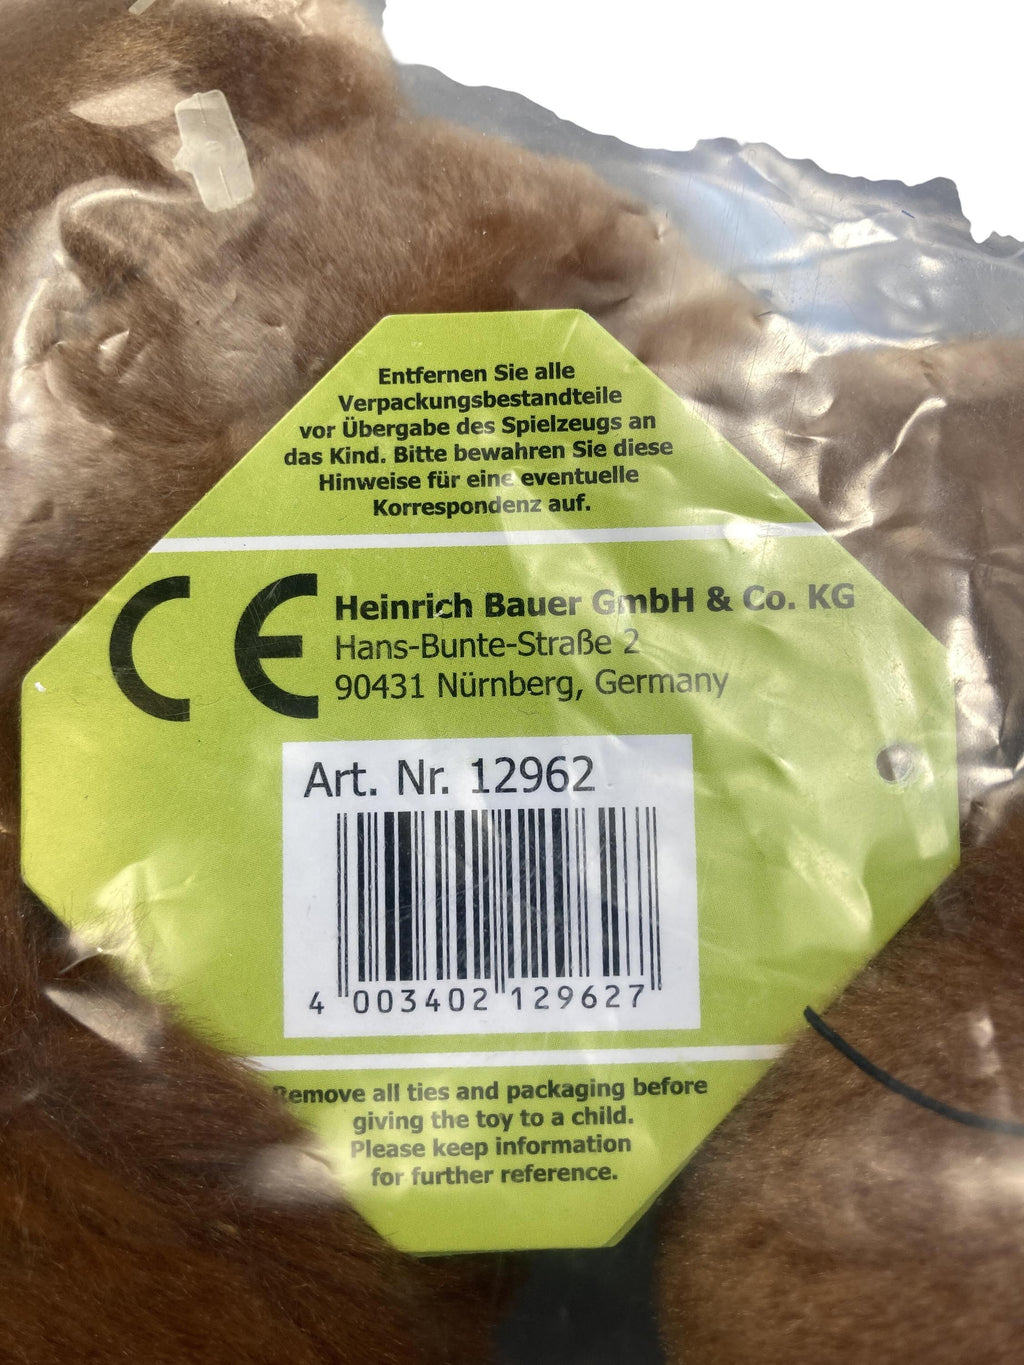 Entfernen Sie alle
Verpackungsbestandteile
vor Übergabe des Spielzeugs an
das Kind. Bitte bewahren Sie diese
Hinweise für eine eventuelle
Korrespondenz auf.
CE
Heinrich Bauer GmbH & Co. KG
Hans-Bunte-Straße 2
90431 Nürnberg, Germany
Art. Nr. 12962
4 003402 129627
Remove all ties and packaging before
giving the toy to a child.
Please keep information
for further reference.